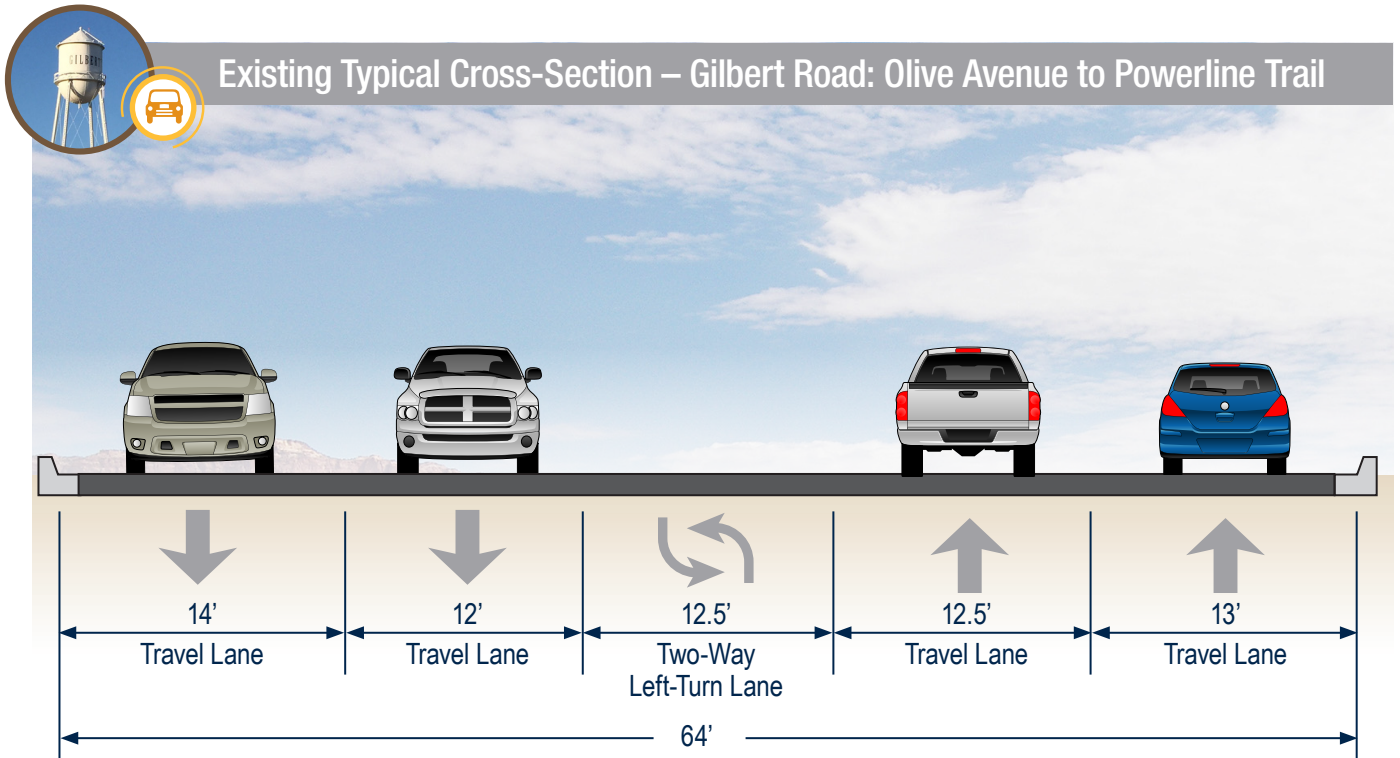 GILBERT
Existing Typical Cross-Section – Gilbert Road: Olive Avenue to Powerline Trail
14’ 12’ 12.5’ 12.5’ 13’
Travel Lane Travel Lane Two-Way Left-Turn Lane Travel Lane Travel Lane
64’